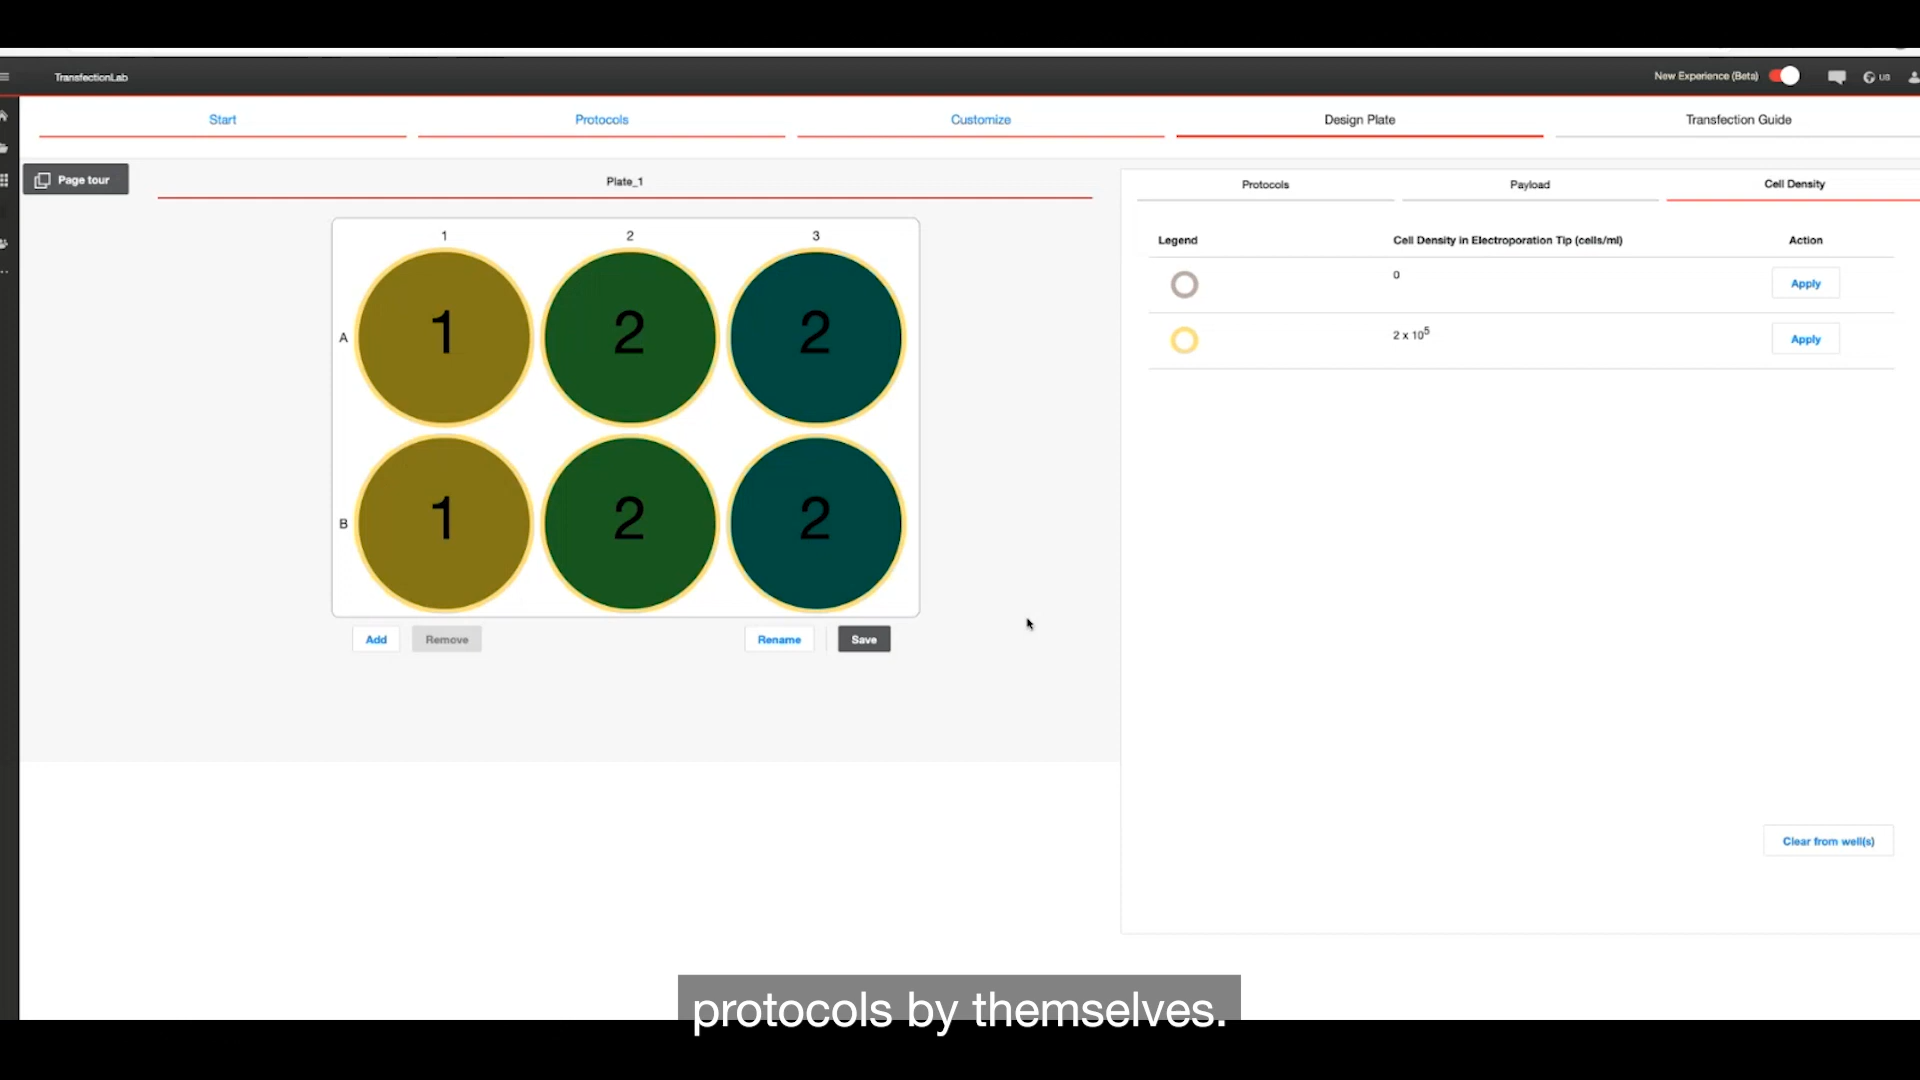 TransfectionLab
New Experience (Beta)
US
Start
Protocols
Customize
Design Plate
Transfection Guide
Page tour
Plate_1
1 2 3
A 1 2 2
B 1 2 2
Add
Remove
Rename
Save
Protocols
Payload
Cell Density
Legend
Cell Density in Electroporation Tip (cells/ml)
Action
0
Apply
2 x 10⁵
Apply
Clear from well(s)
protocols by themselves.